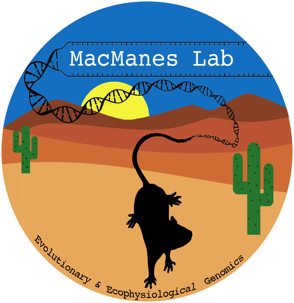 MacManes Lab
Evolutionary & Ecophysiological Genomics